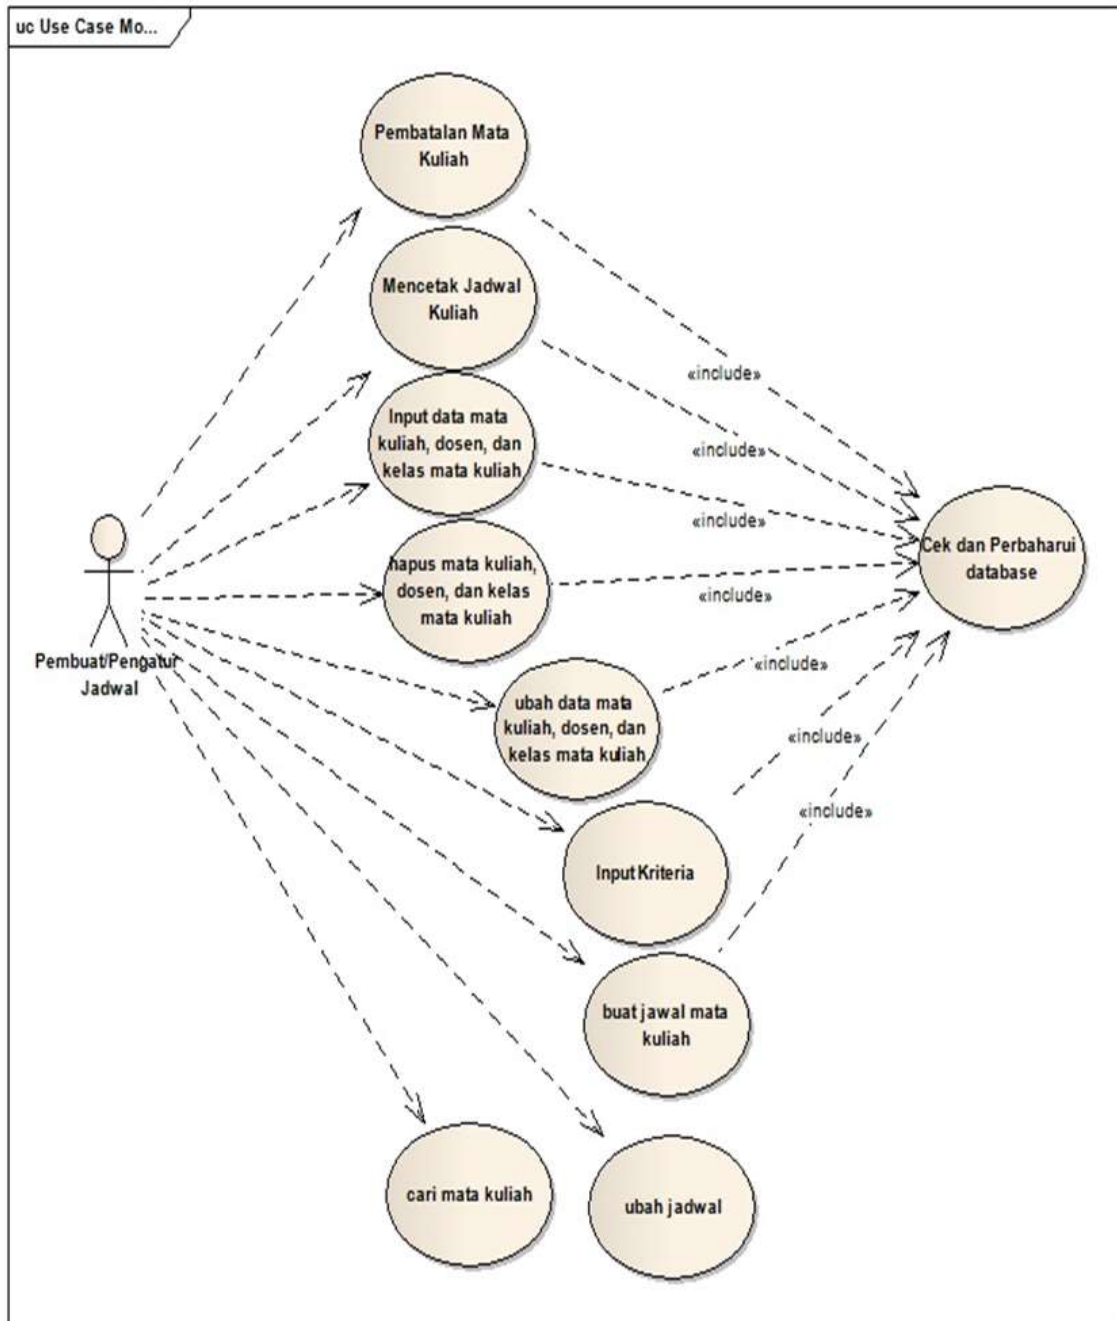 uc Use Case Mo...
Pembatalan Mata
Kuliah
Mencetak Jadwal
Kuliah
«include»
Input data mata
kuliah, dosen, dan
kelas mata kuliah
«include»
«include»
Cek dan Perbaharui
database
hapus mata kuliah,
dosen, dan kelas
mata kuliah
«include»
Pembuat/Pengatur
Jadwal
«include»
ubah data mata
kuliah, dosen, dan
kelas mata kuliah
«include»
«include»
Input Kriteria
buat jawal mata
kuliah
cari mata kuliah
ubah jadwal